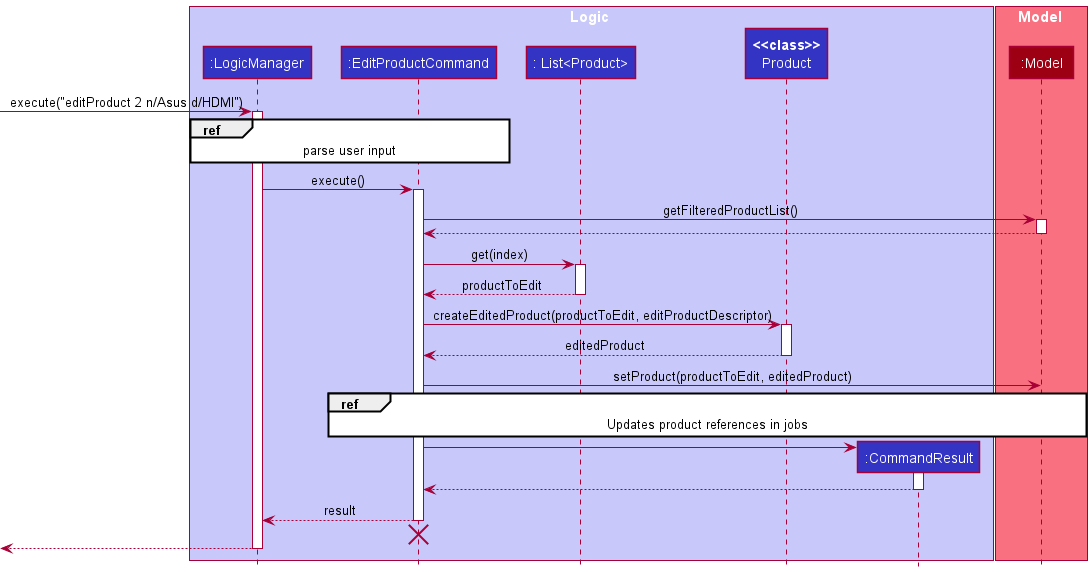 Logic
Model
:LogicManager
:EditProductCommand
: List<Product>
<<class>>
Product
:Model
execute("editProduct 2 n/Asus d/HDMI")
ref
parse user input
execute()
getFilteredProductList()
get(index)
productToEdit
createEditedProduct(productToEdit, editProductDescriptor)
editedProduct
setProduct(productToEdit, editedProduct)
ref
Updates product references in jobs
:CommandResult
result